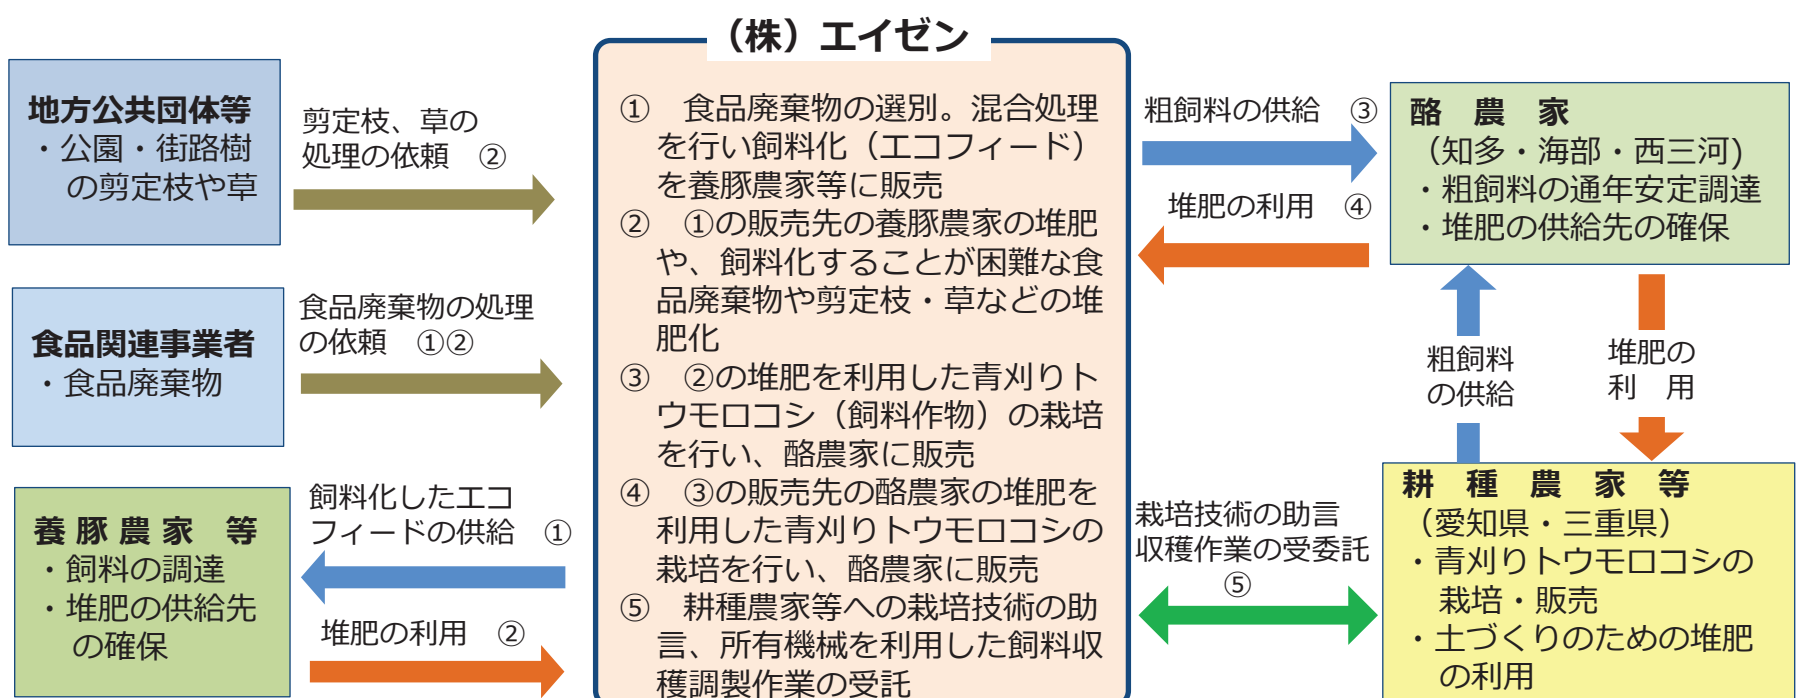 （株）エイゼン
地方公共団体等
・公園・街路樹
の剪定枝や草
剪定枝、草の
処理の依頼　②
食品関連事業者
・食品廃棄物
食品廃棄物の処理
の依頼　①②
養 豚 農 家　等
・飼料の調達
・堆肥の供給先
の確保
飼料化したエコ
フィードの供給　①
堆肥の利用　②
①　食品廃棄物の選別。混合処理
を行い飼料化（エコフィード）
を養豚農家等に販売
②　①の販売先の養豚農家の堆肥
や、飼料化することが困難な食
品廃棄物や剪定枝・草などの堆
肥化
③　②の堆肥を利用した青刈りト
ウモロコシ（飼料作物）の栽培
を行い、酪農家に販売
④　③の販売先の酪農家の堆肥を
利用した青刈りトウモロコシの
栽培を行い、酪農家に販売
⑤　耕種農家等への栽培技術の助
言、所有機械を利用した飼料収
穫調製作業の受託
粗飼料の供給　③
堆肥の利用　④
酪　農　家
（知多・海部・西三河)
・粗飼料の通年安定調達
・堆肥の供給先の確保
粗飼料
の供給
堆肥の
利　用
栽培技術の助言
収穫作業の受委託
⑤
耕　種　農　家　等
（愛知県・三重県）
・青刈りトウモロコシの
栽培・販売
・土づくりのための堆肥
の利用